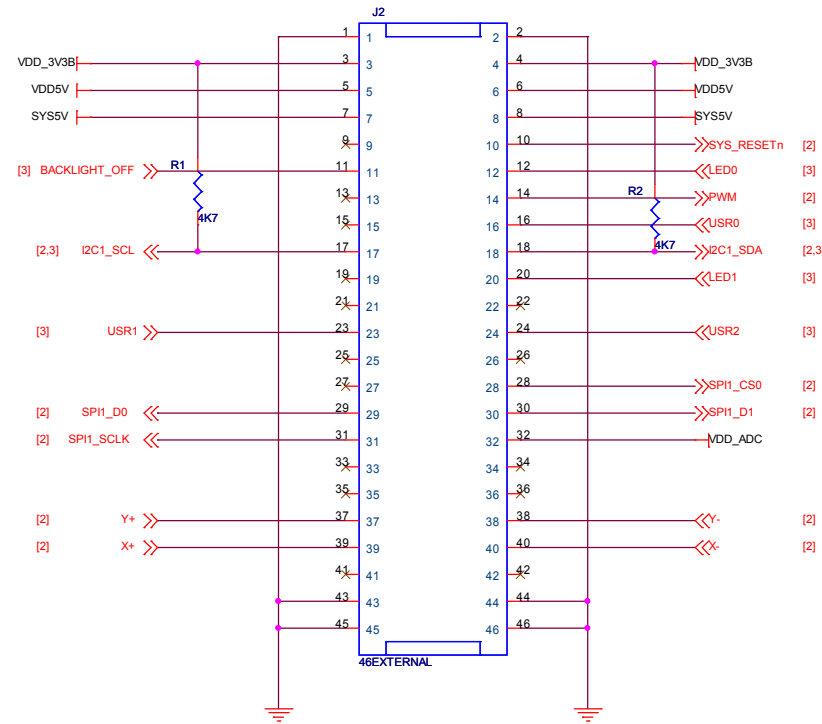 J2
1 1 2 2
VDD_3V3B 3 3 4 4 VDD_3V3B
VDD5V 5 5 6 6 VDD5V
SYS5V 7 7 8 8 SYS5V
9 9 10 10 SYS_RESETn [2]
[3] BACKLIGHT_OFF R1 11 11 12 12 LED0 [3]
13 13 14 14 R2 PWM [2]
4K7 15 15 16 16 USR0 [3]
[2,3] I2C1_SCL 17 17 18 18 4K7 I2C1_SDA [2,3
19 19 20 20 LED1 [3]
21 21 22 22
[3] USR1 23 23 24 24 USR2 [3]
25 25 26 26
27 27 28 28 SPI1_CS0 [2]
[2] SPI1_D0 29 29 30 30 SPI1_D1 [2]
[2] SPI1_SCLK 31 31 32 32 VDD_ADC
33 33 34 34
35 35 36 36
[2] Y+ 37 37 38 38 Y- [2]
[2] X+ 39 39 40 40 X- [2]
41 41 42 42
43 43 44 44
45 45 46 46
46EXTERNAL